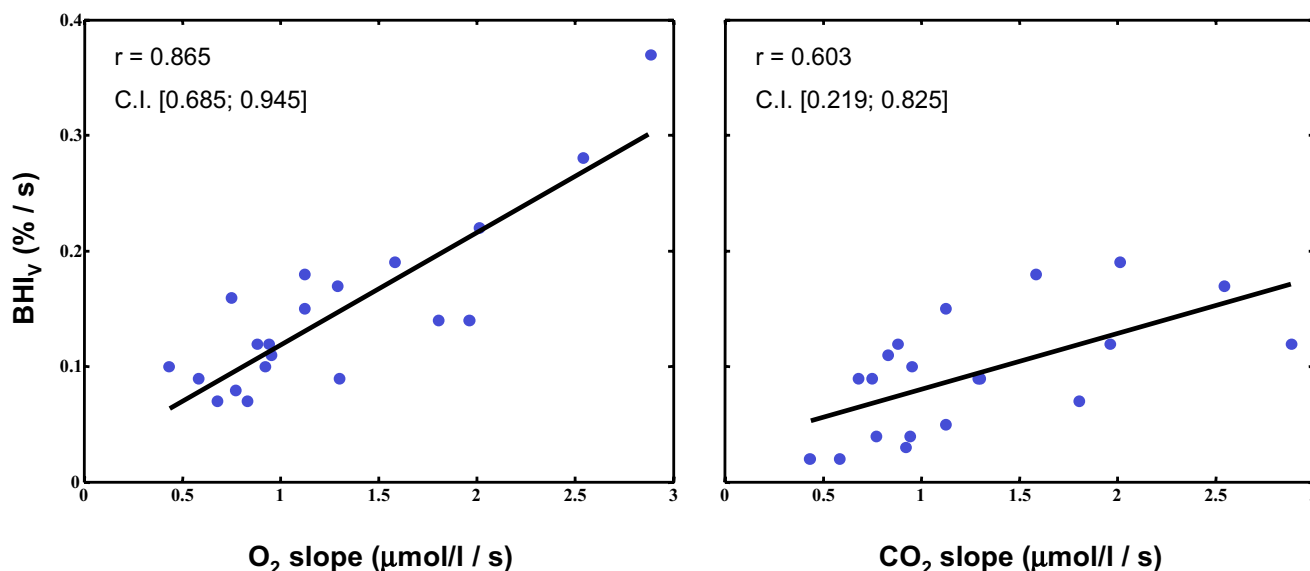 r = 0.865
C.I. [0.685; 0.945]
0.4
0.3
0.2
0.1
0
BHI_V (% / s)
0
0.5
1
1.5
2
2.5
3
O₂ slope (μmol/l / s)
r = 0.603
C.I. [0.219; 0.825]
0
0.5
1
1.5
2
2.5
CO₂ slope (μmol/l / s)